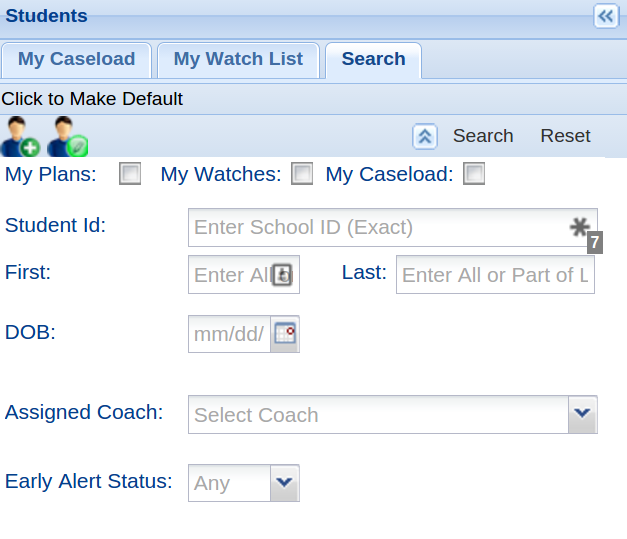 Students
My Caseload My Watch List Search
Click to Make Default
Search Reset
My Plans: My Watches: My Caseload:
Student Id: Enter School ID (Exact)
7
First: Enter All Last: Enter All or Part of L
DOB: mm/dd/
Assigned Coach: Select Coach
Early Alert Status: Any